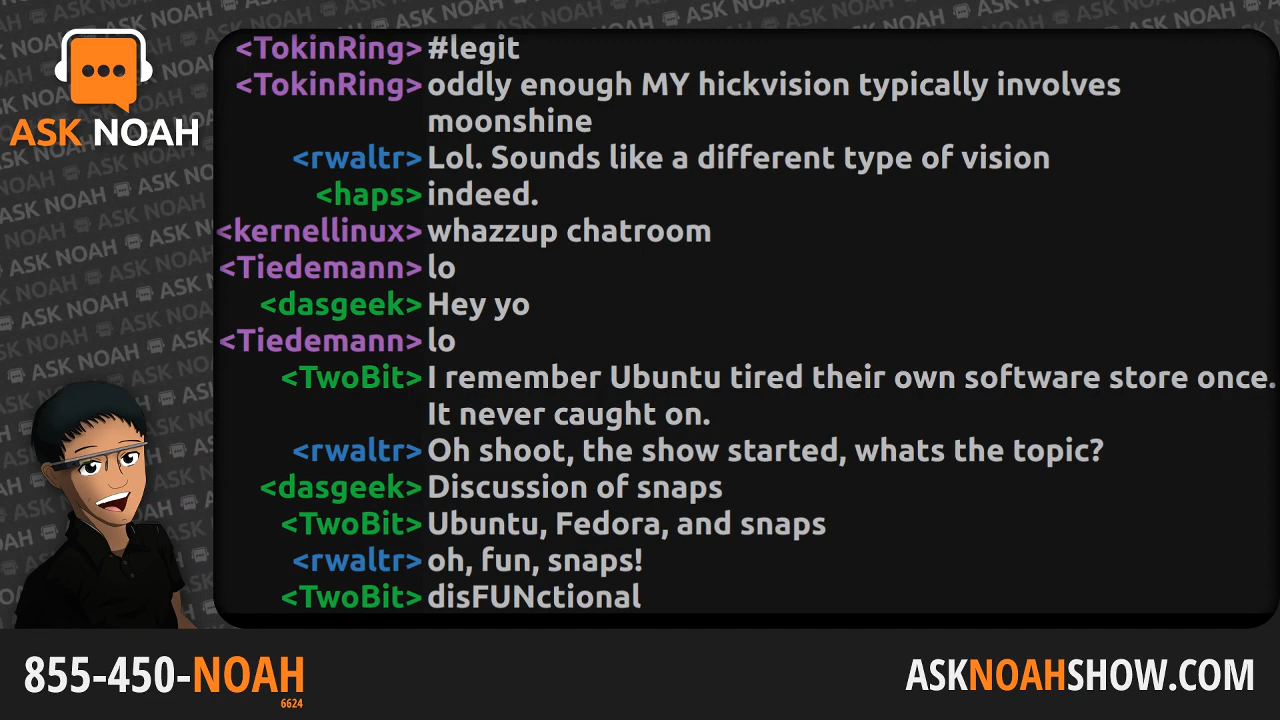 ASK NOAH
<TokinRing> #legit
<TokinRing> oddly enough MY hickvision typically involves
moonshine
<rwaltr> Lol. Sounds like a different type of vision
<haps> indeed.
<kernellinux> whazzup chatroom
<Tiedemann> lo
<dasgeek> Hey yo
<Tiedemann> lo
<TwoBit> I remember Ubuntu tired their own software store once.
It never caught on.
<rwaltr> Oh shoot, the show started, whats the topic?
<dasgeek> Discussion of snaps
<TwoBit> Ubuntu, Fedora, and snaps
<rwaltr> oh, fun, snaps!
<TwoBit> disFUNctional
855-450-NOAH
6624
ASKNOAHSHOW.COM